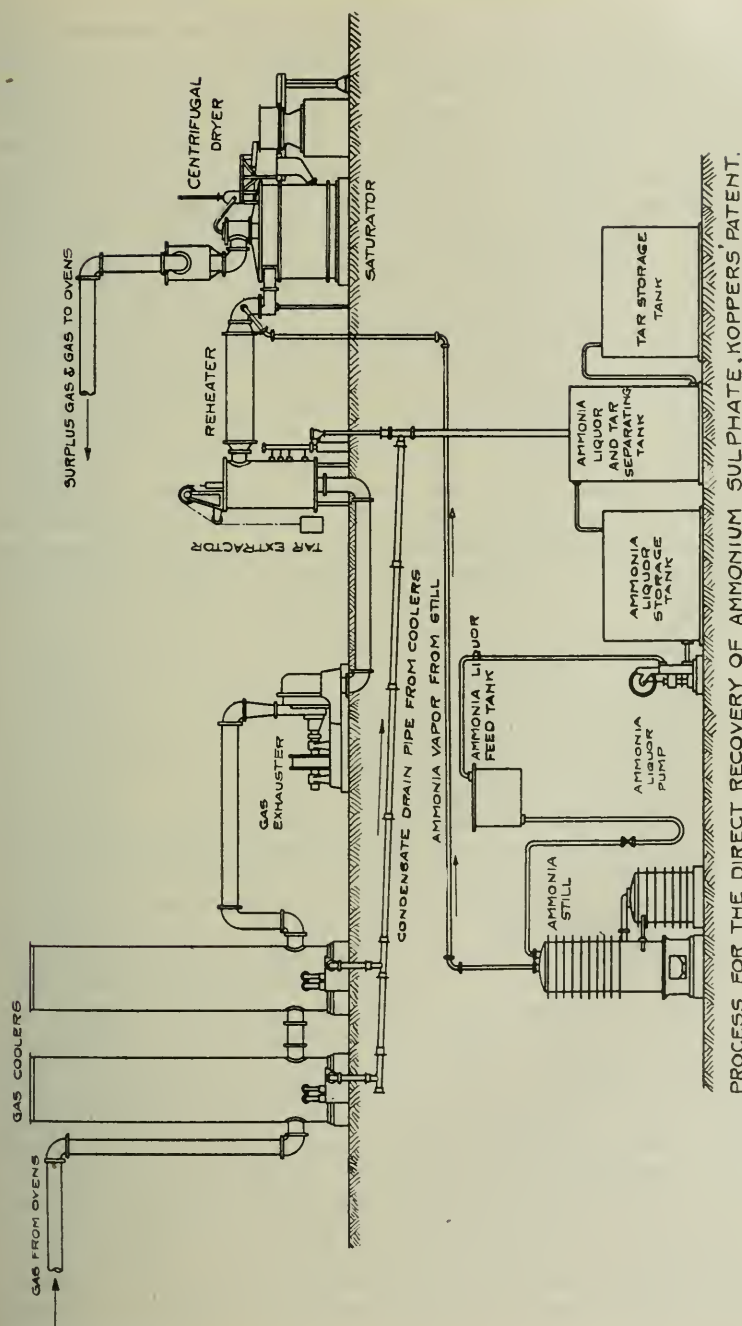 GAS FROM OVENS
GAS COOLERS
GAS
EXHAUSTER
TAR EXTRACTOR
REHEATER
SURPLUS GAS & GAS TO OVENS
CENTRIFUGAL
DRYER
SATURATOR
CONDENSATE DRAIN PIPE FROM COOLERS
AMMONIA VAPOR FROM STILL
AMMONIA LIQUOR
FEED TANK
AMMONIA
STILL
AMMONIA
LIQUOR
PUMP
AMMONIA
LIQUOR
STORAGE
TANK
AMMONIA
LIQUOR
AND TAR
SEPARATING
TANK
TAR STORAGE
TANK
PROCESS FOR THE DIRECT RECOVERY OF AMMONIUM SULPHATE, KOPPERS' PATENT.